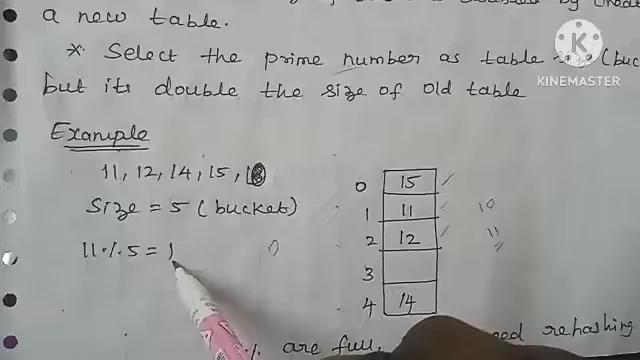 a new table.
* Select the prime number as table
but its double the size of old table
KINEMASTER
Example
11, 12, 14, 15,
Size = 5 (bucket)
11 % 5 = 1
0 15
1 11 10
2 12 11
3
4 14
0
are full, rehashing